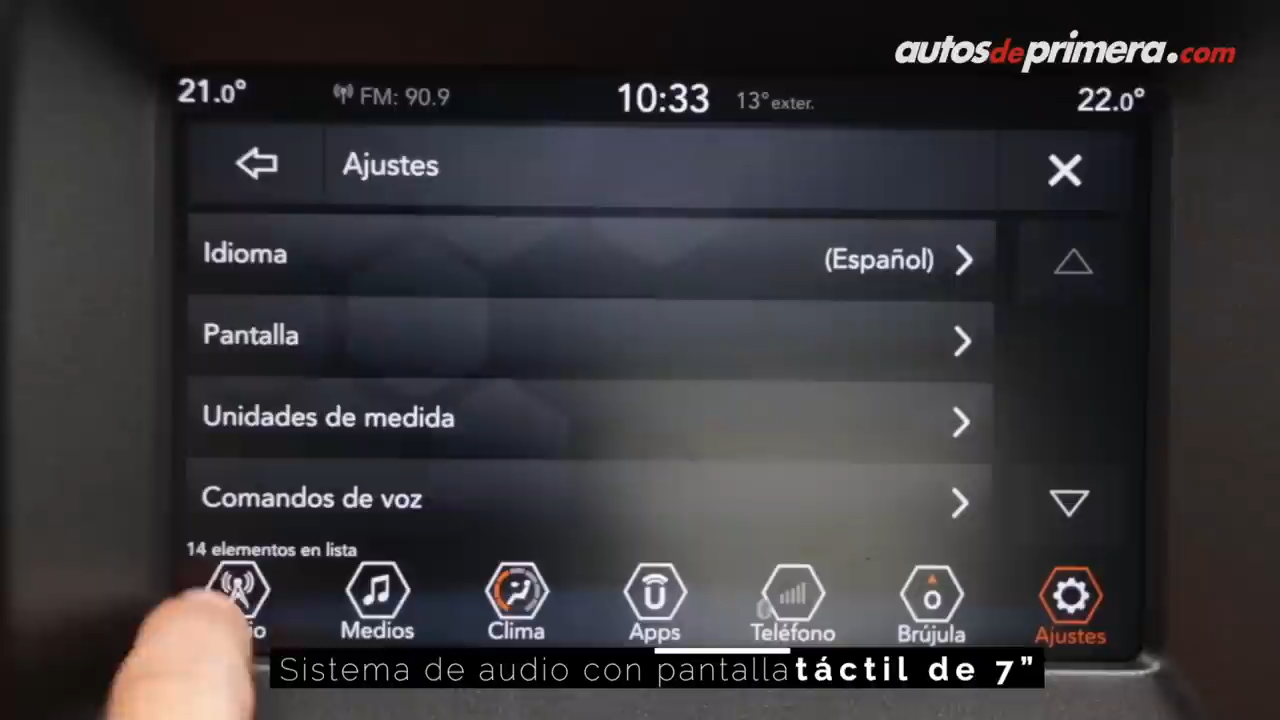 autosdeprimera.com
21.0° FM: 90.9 10:33 13°exter. 22.0°
Ajustes
Idioma (Español)
Pantalla
Unidades de medida
Comandos de voz
14 elementos en lista
Medios Clima Apps Teléfono Brújula Ajustes
Sistema de audio con pantalla táctil de 7”